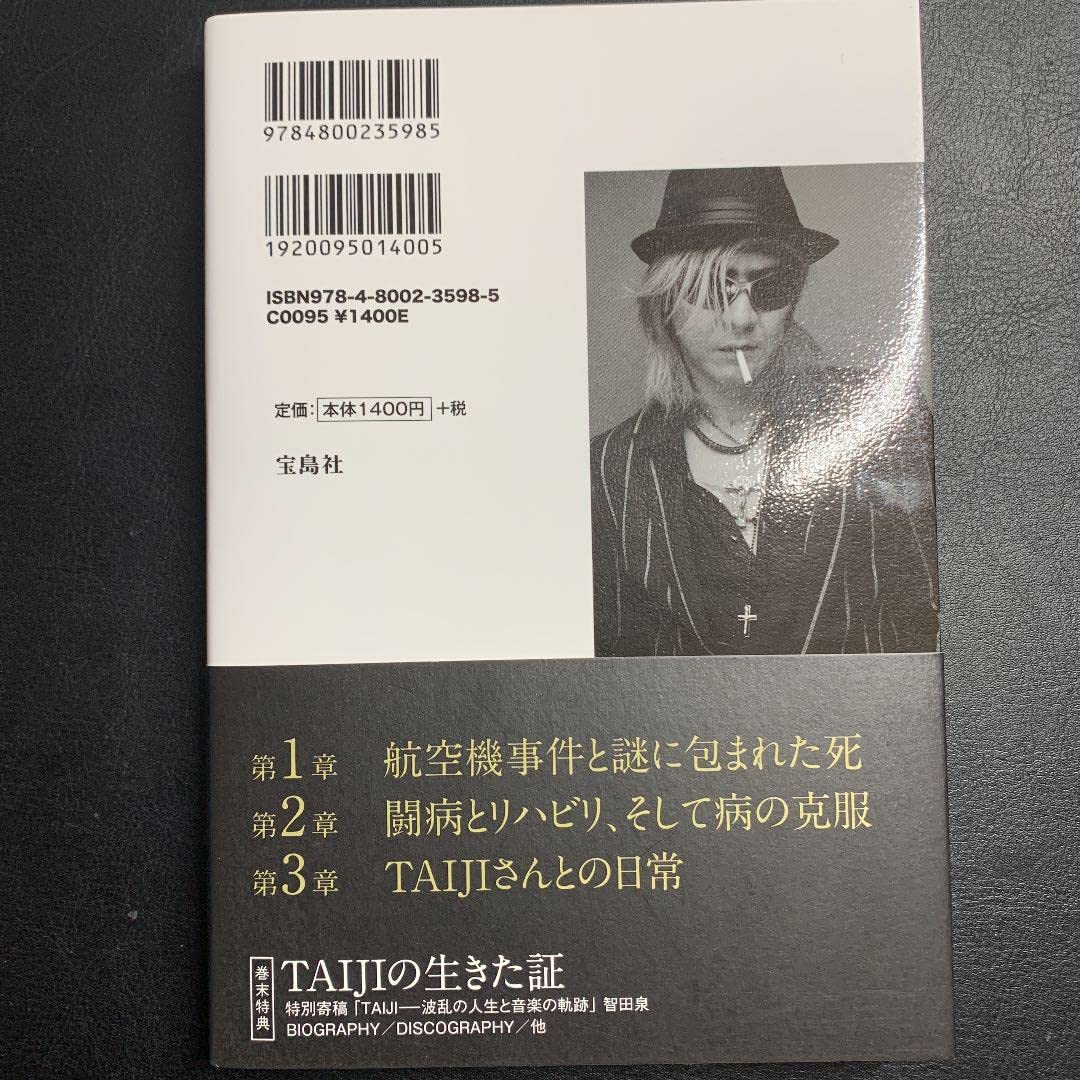 9784800235985
1920095014005
ISBN978-4-8002-3598-5
C0095 ¥1400E
定価：本体1400円+税
宝島社
第1章 航空機事件と謎に包まれた死
第2章 闘病とリハビリ、そして病の克服
第3章 TAIJIさんとの日常
巻末特典
TAIJIの生きた証
特別寄稿「TAIJI──波乱の人生と音楽の軌跡」智田泉
BIOGRAPHY／DISCOGRAPHY／他